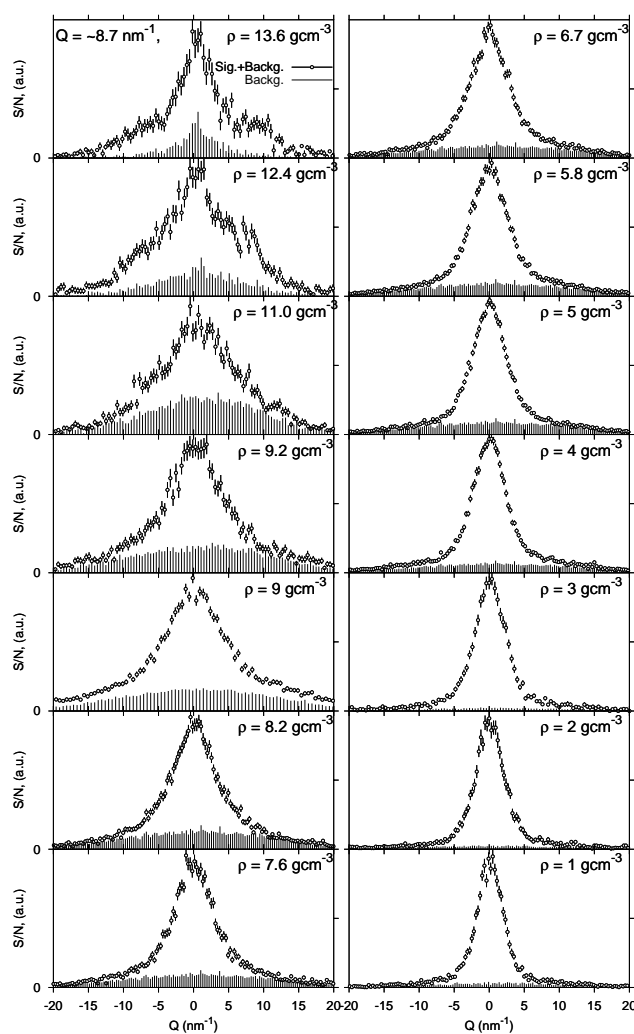 Q = ~8.7 nm⁻¹, ρ = 13.6 gcm⁻³
Sig.+Backg.
Backg.
S/N, (a.u.)
0
ρ = 6.7 gcm⁻³
ρ = 12.4 gcm⁻³
S/N, (a.u.)
0
ρ = 5.8 gcm⁻³
ρ = 11.0 gcm⁻³
S/N, (a.u.)
0
ρ = 5 gcm⁻³
ρ = 9.2 gcm⁻³
S/N, (a.u.)
0
ρ = 4 gcm⁻³
ρ = 9 gcm⁻³
S/N, (a.u.)
0
ρ = 3 gcm⁻³
ρ = 8.2 gcm⁻³
S/N, (a.u.)
0
ρ = 2 gcm⁻³
ρ = 7.6 gcm⁻³
S/N, (a.u.)
0
ρ = 1 gcm⁻³
-20 -15 -10 -5 0 5 10 15 20
-20 -15 -10 -5 0 5 10 15 20
Q (nm⁻¹)
Q (nm⁻¹)